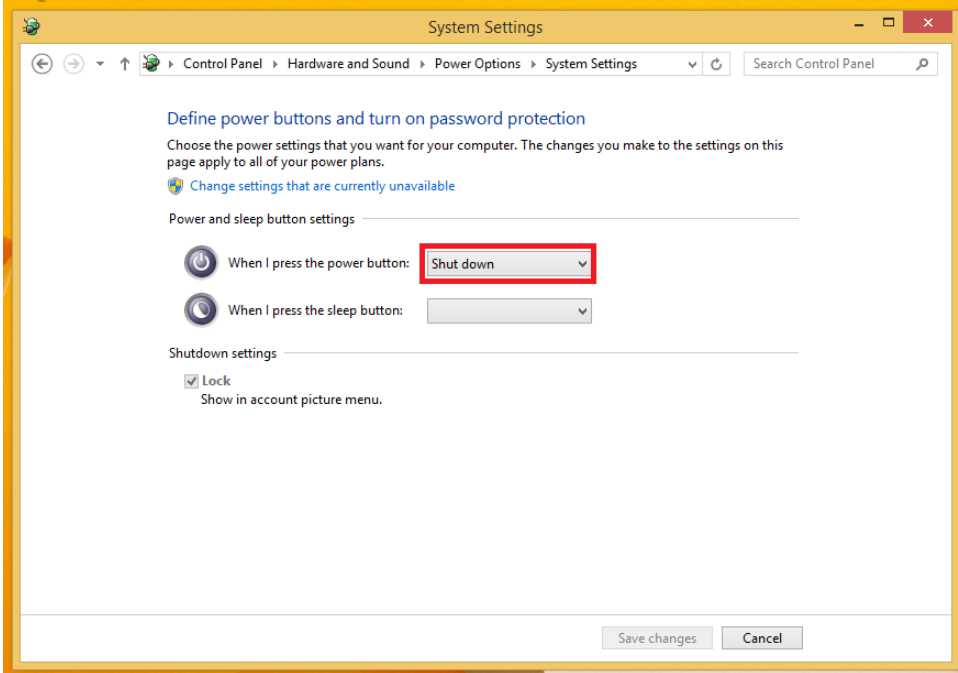 System Settings
Control Panel Hardware and Sound Power Options System Settings Search Control Panel
Define power buttons and turn on password protection
Choose the power settings that you want for your computer. The changes you make to the settings on this
page apply to all of your power plans.
Change settings that are currently unavailable
Power and sleep button settings
When I press the power button: Shut down
When I press the sleep button:
Shutdown settings
Lock
Show in account picture menu.
Save changes Cancel